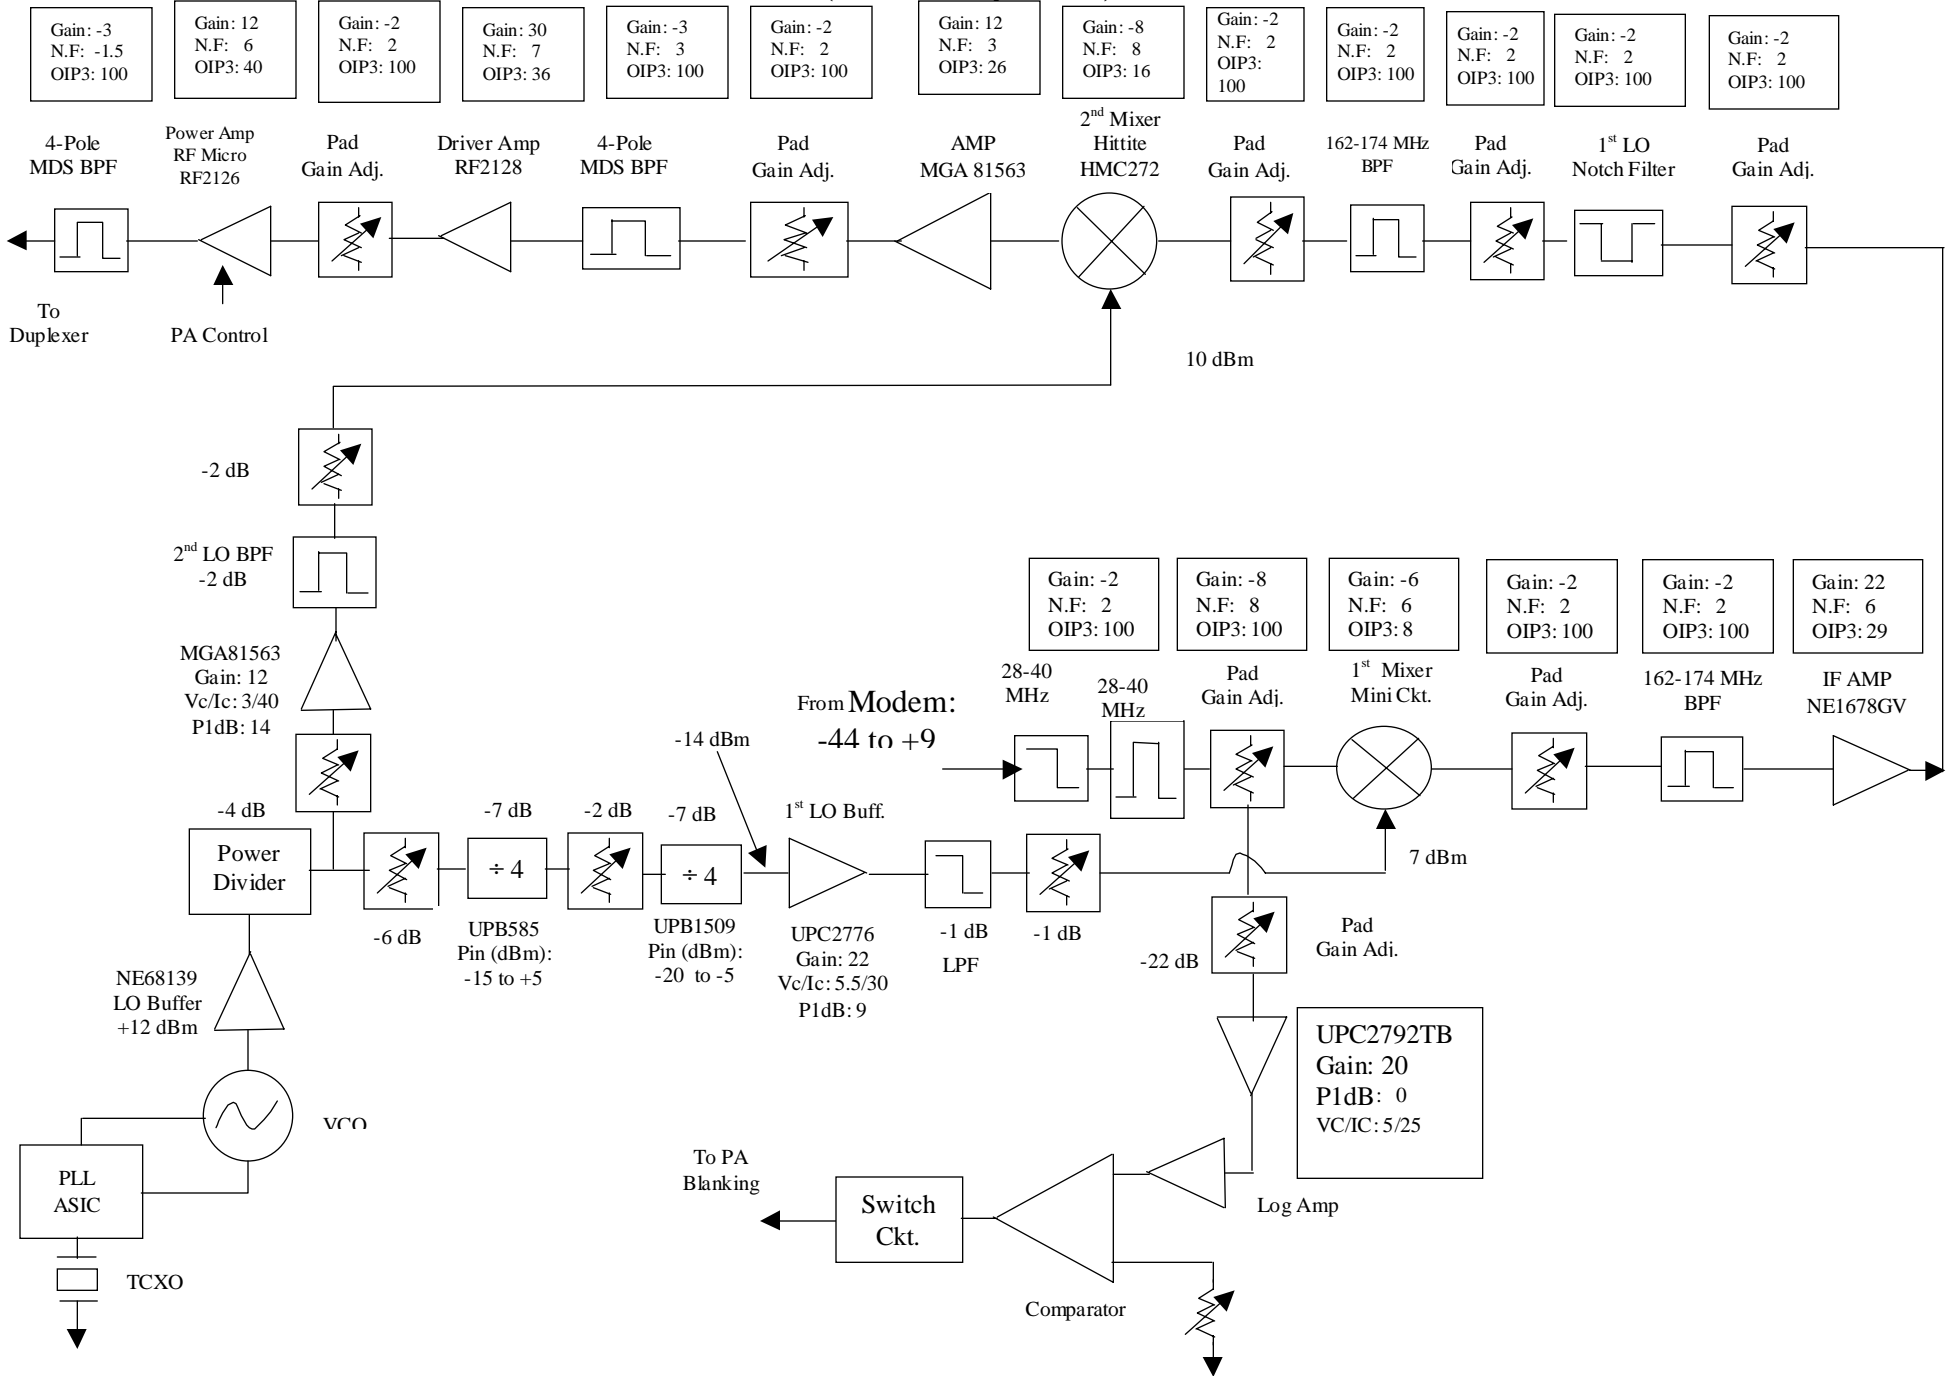 Gain: -3
N.F: -1.5
OIP3: 100
Gain: 12
N.F: 6
OIP3: 40
Gain: -2
N.F: 2
OIP3: 100
Gain: 30
N.F: 7
OIP3: 36
Gain: -3
N.F: 3
OIP3: 100
Gain: -2
N.F: 2
OIP3: 100
Gain: 12
N.F: 3
OIP3: 26
Gain: -8
N.F: 8
OIP3: 16
Gain: -2
N.F: 2
OIP3:
100
Gain: -2
N.F: 2
OIP3: 100
Gain: -2
N.F: 2
OIP3: 100
Gain: -2
N.F: 2
OIP3: 100
Gain: -2
N.F: 2
OIP3: 100
4-Pole
MDS BPF
Power Amp
RF Micro
RF2126
Pad
Gain Adj.
Driver Amp
RF2128
4-Pole
MDS BPF
Pad
Gain Adj.
AMP
MGA 81563
2nd Mixer
Hittite
HMC272
Pad
Gain Adj.
162-174 MHz
BPF
Pad
Gain Adj.
1st LO
Notch Filter
Pad
Gain Adj.
To
Duplexer
PA Control
10 dBm
-2 dB
2nd LO BPF
-2 dB
MGA81563
Gain: 12
Vc/Ic: 3/40
P1dB: 14
-4 dB
Gain: -2
N.F: 2
OIP3: 100
Gain: -8
N.F: 8
OIP3: 100
Gain: -6
N.F: 6
OIP3: 8
Gain: -2
N.F: 2
OIP3: 100
Gain: -2
N.F: 2
OIP3: 100
Gain: 22
N.F: 6
OIP3: 29
28-40
MHz
28-40
MHz
Pad
Gain Adj.
1st Mixer
Mini Ckt.
Pad
Gain Adj.
162-174 MHz
BPF
IF AMP
NE1678GV
From Modem:
-44 to +9
-14 dBm
Power
Divider
-6 dB
-7 dB
÷ 4
UPB585
Pin (dBm):
-15 to +5
-2 dB
-7 dB
÷ 4
UPB1509
Pin (dBm):
-20 to -5
1st LO Buff.
UPC2776
Gain: 22
Vc/Ic: 5.5/30
P1dB: 9
-1 dB
LPF
-1 dB
7 dBm
-22 dB
Pad
Gain Adj.
NE68139
LO Buffer
+12 dBm
VCO
PLL
ASIC
TCXO
UPC2792TB
Gain: 20
P1dB: 0
VC/IC: 5/25
Log Amp
To PA
Blanking
Switch
Ckt.
Comparator